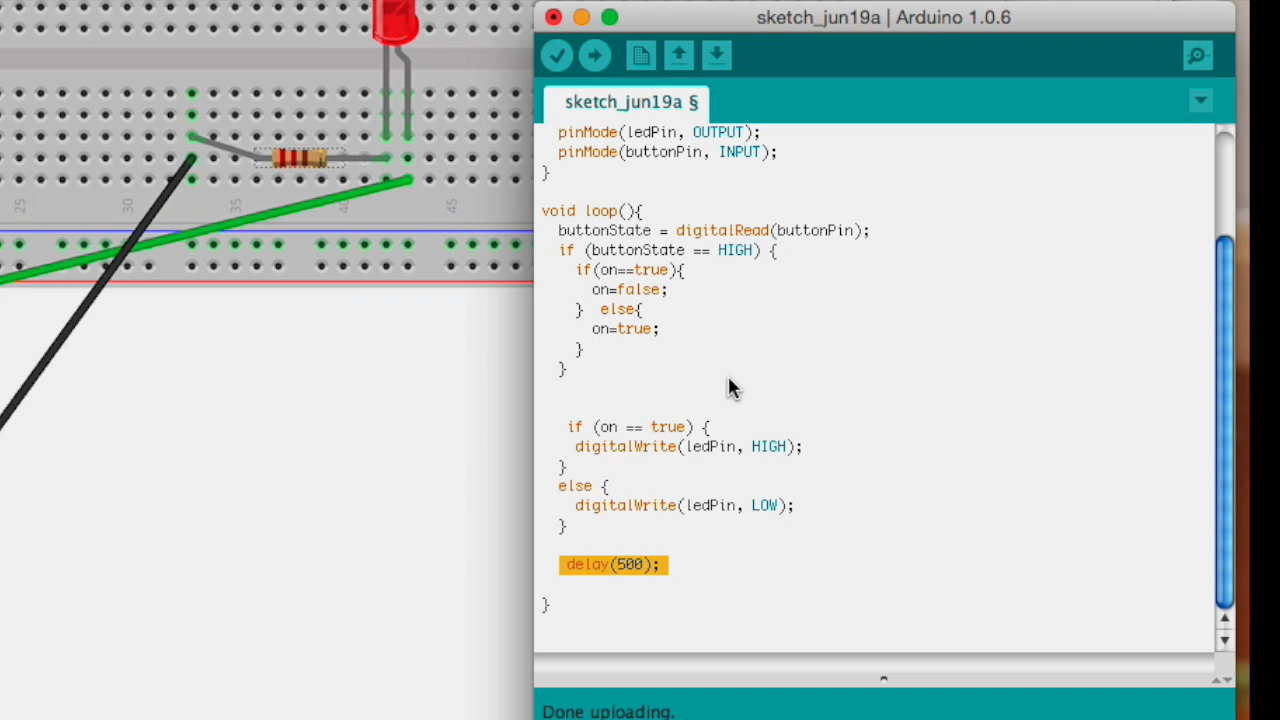 sketch_jun19a | Arduino 1.0.6
sketch_jun19a §
pinMode(ledPin, OUTPUT);
pinMode(buttonPin, INPUT);
}
void loop(){
buttonState = digitalRead(buttonPin);
if (buttonState == HIGH) {
if(on==true){
on=false;
}  else{
on=true;
}
}
if (on == true) {
digitalWrite(ledPin, HIGH);
}
else {
digitalWrite(ledPin, LOW);
}
delay(500);
}
Done uploading.
25
30
35
40
45